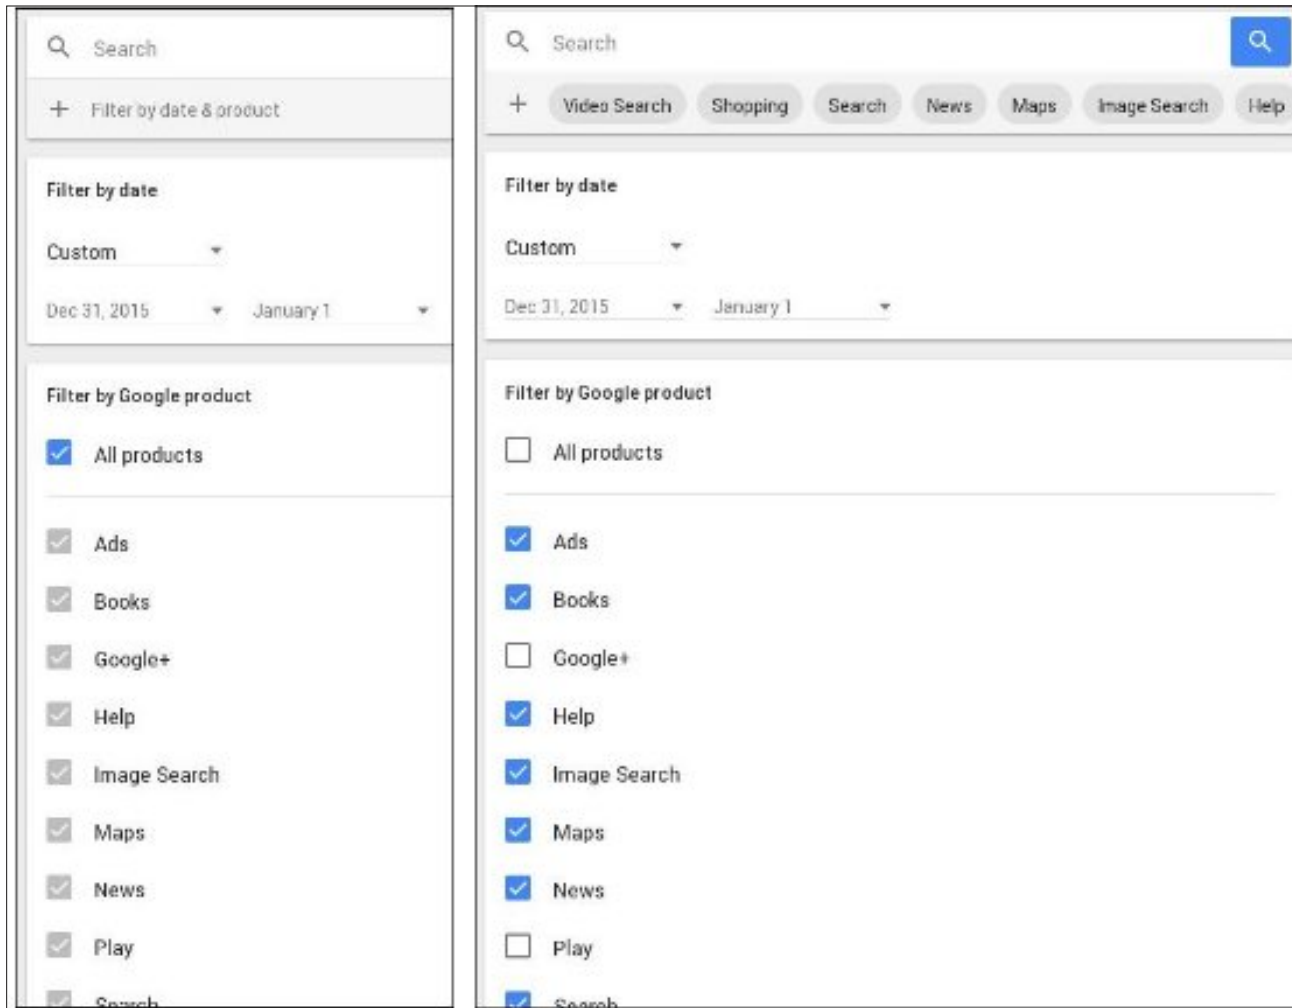 Search
+ Filter by date & product
Filter by date
Custom
Dec 31, 2015 January 1
Filter by Google product
All products
Ads
Books
Google+
Help
Image Search
Maps
News
Play
Search
Search
+ Video Search Shopping Search News Maps Image Search Help
Filter by date
Custom
Dec 31, 2015 January 1
Filter by Google product
All products
Ads
Books
Google+
Help
Image Search
Maps
News
Play
Search